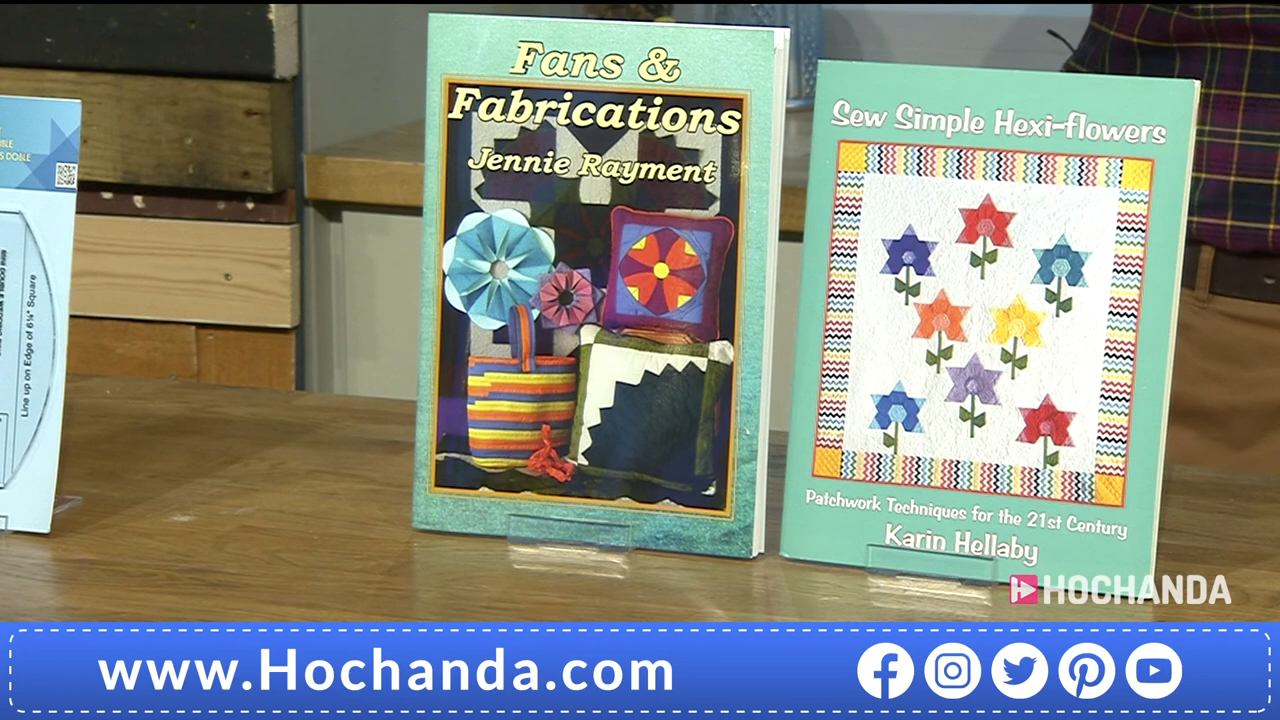 Fans &
Fabrications
Jennie Rayment
Sew Simple Hexi-flowers
Patchwork Techniques for the 21st Century
Karin Hellaby
Line up on Edge of 6¼" Square
HOCHANDA
www.Hochanda.com